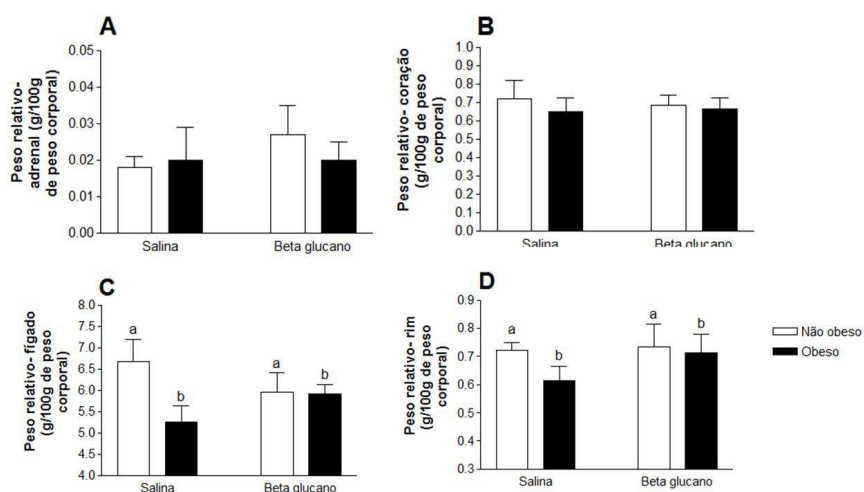 A
Peso relativo-
adrenal (g/100g
de peso corporal)
0.05
0.04
0.03
0.02
0.01
0.00
Salina
Beta glucano
B
Peso relativo- coração
(g/100g de peso
corporal)
1.0
0.9
0.8
0.7
0.6
0.5
0.4
0.3
0.2
0.1
0.0
Salina
Beta glucano
C
Peso relativo- fígado
(g/100g de peso
corporal)
8.0
7.5
7.0
6.5
6.0
5.5
5.0
4.5
4.0
a
b
a
b
Salina
Beta glucano
D
Peso relativo- rim
(g/100g de peso
corporal)
0.9
0.8
0.7
0.6
0.5
0.4
0.3
a
b
a
b
Salina
Beta glucano
Não obeso
Obeso